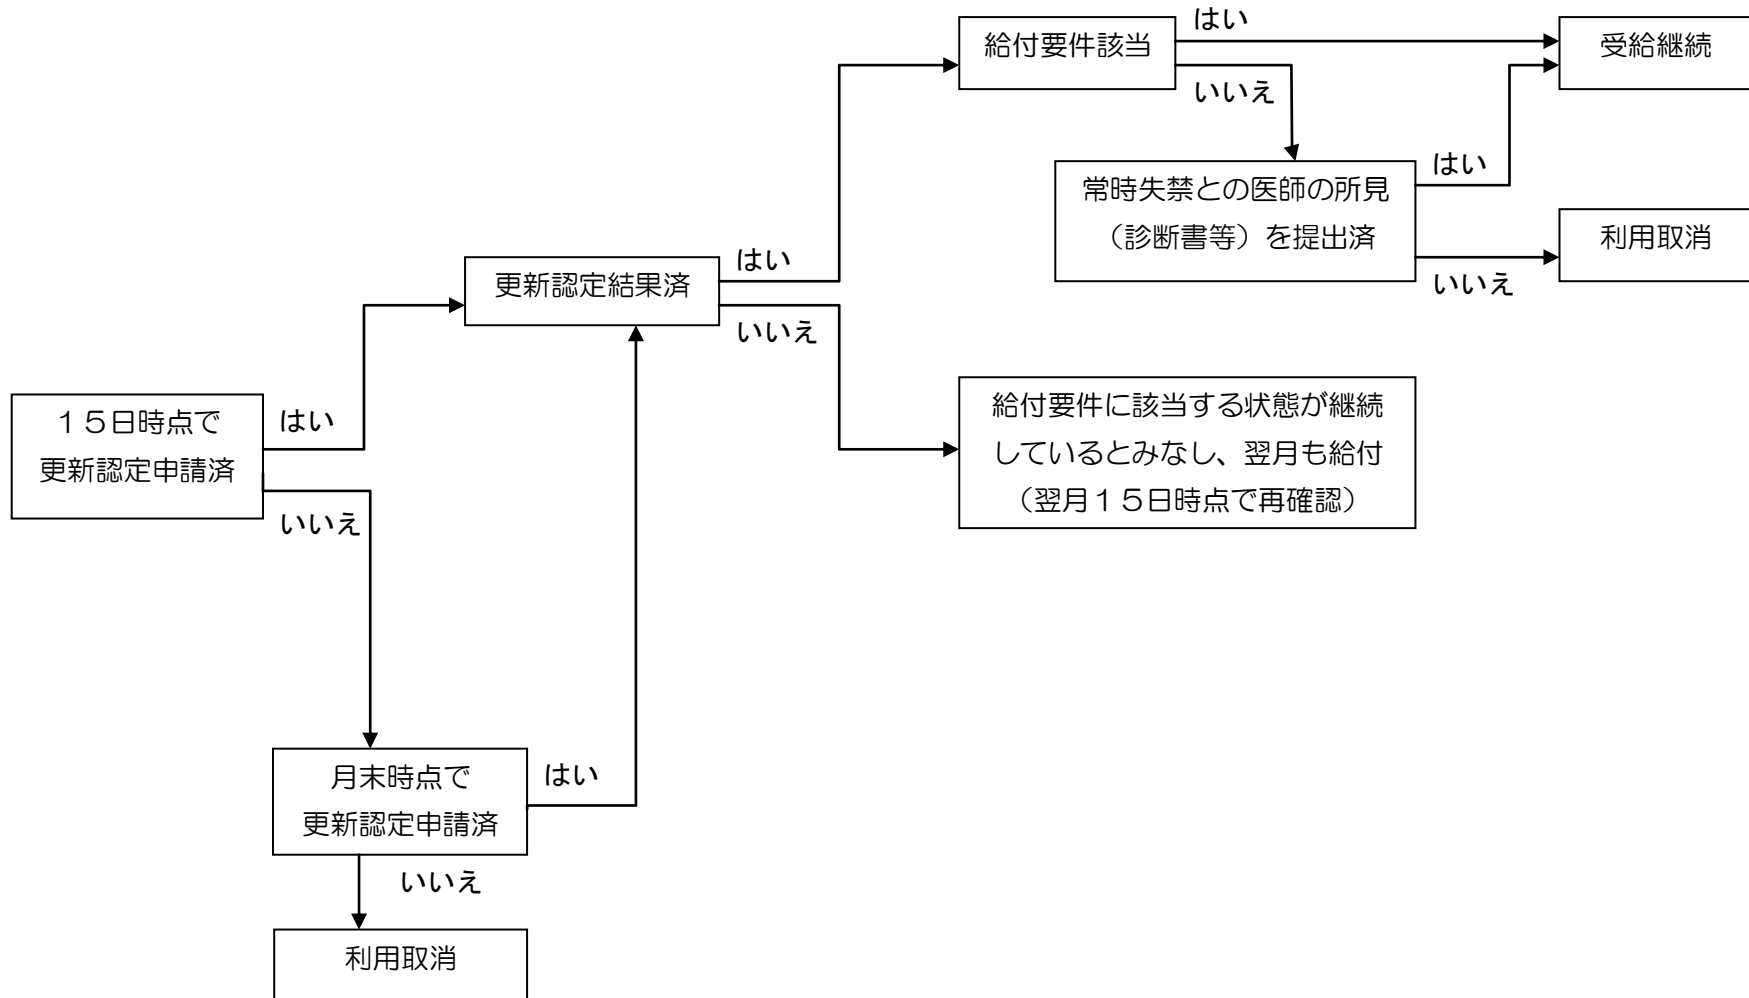 はい
給付要件該当
受給継続
いいえ
はい
常時失禁との医師の所見
（診断書等）を提出済
利用取消
いいえ
はい
更新認定結果済
いいえ
給付要件に該当する状態が継続
しているとみなし、翌月も給付
（翌月１５日時点で再確認）
１５日時点で
更新認定申請済
はい
いいえ
月末時点で
更新認定申請済
はい
いいえ
利用取消